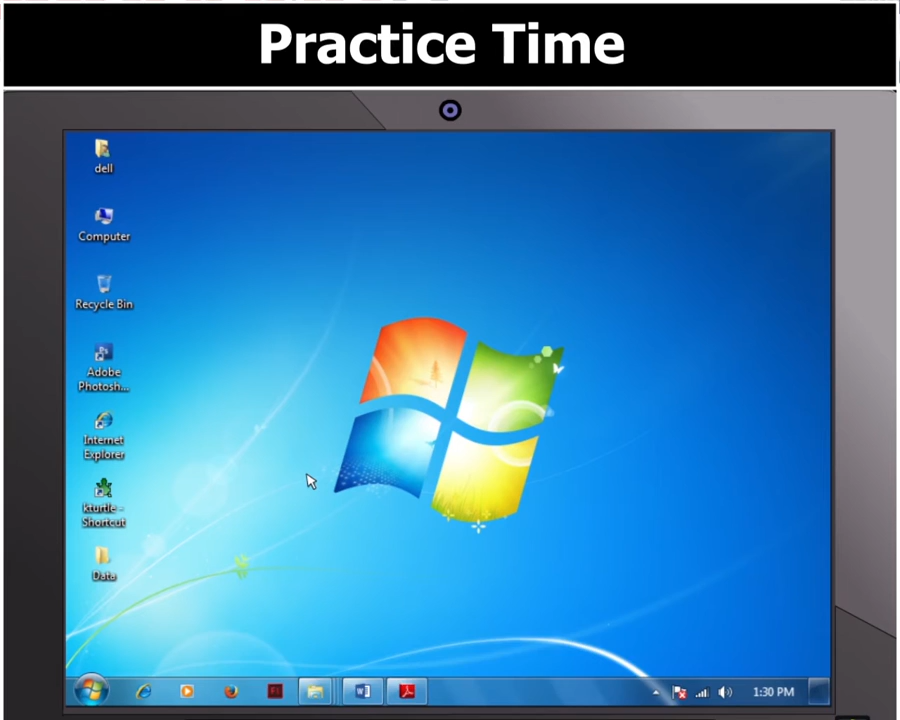 Practice Time
dell
Computer
Recycle Bin
Adobe
Photosh...
Internet
Explorer
kturtle -
Shortcut
Data
1:30 PM